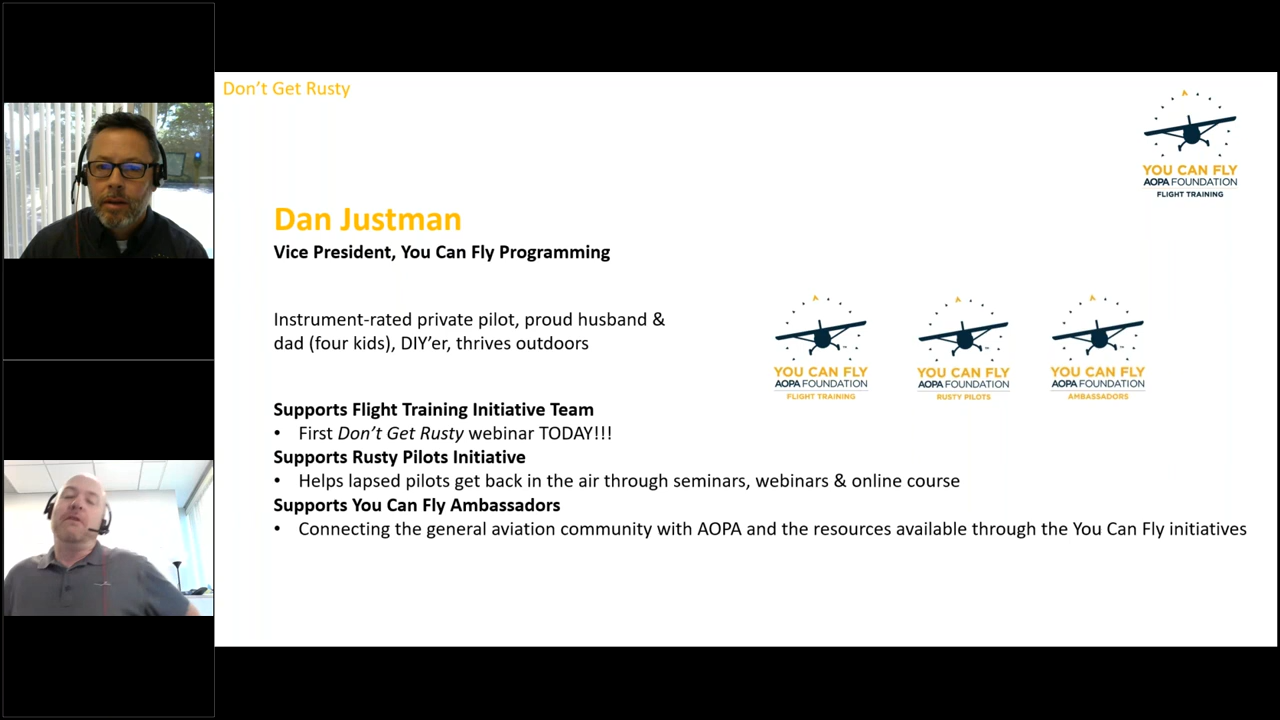 Don't Get Rusty
YOU CAN FLY
AOPA FOUNDATION
FLIGHT TRAINING
Dan Justman
Vice President, You Can Fly Programming
Instrument-rated private pilot, proud husband &
dad (four kids), DIY'er, thrives outdoors
YOU CAN FLY
AOPA FOUNDATION
FLIGHT TRAINING
YOU CAN FLY
AOPA FOUNDATION
RUSTY PILOTS
YOU CAN FLY
AOPA FOUNDATION
AMBASSADORS
Supports Flight Training Initiative Team
• First Don't Get Rusty webinar TODAY!!!
Supports Rusty Pilots Initiative
• Helps lapsed pilots get back in the air through seminars, webinars & online course
Supports You Can Fly Ambassadors
• Connecting the general aviation community with AOPA and the resources available through the You Can Fly initiatives